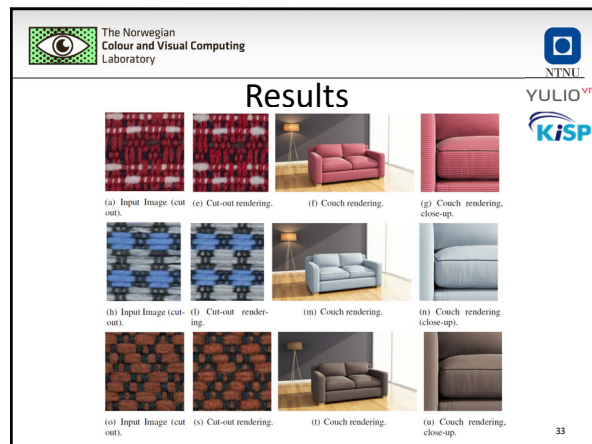 The Norwegian
Colour and Visual Computing
Laboratory
NTNU
Results
YULIO vr
KiSP
(a) Input Image (cut
out).
(e) Cut-out rendering.
(f) Couch rendering.
(g) Couch rendering,
close-up.
(h) Input Image (cut-
out).
(l) Cut-out render-
ing.
(m) Couch rendering.
(n) Couch rendering
(close-up).
(o) Input Image (cut
out).
(s) Cut-out rendering.
(t) Couch rendering.
(u) Couch rendering,
close-up.
33